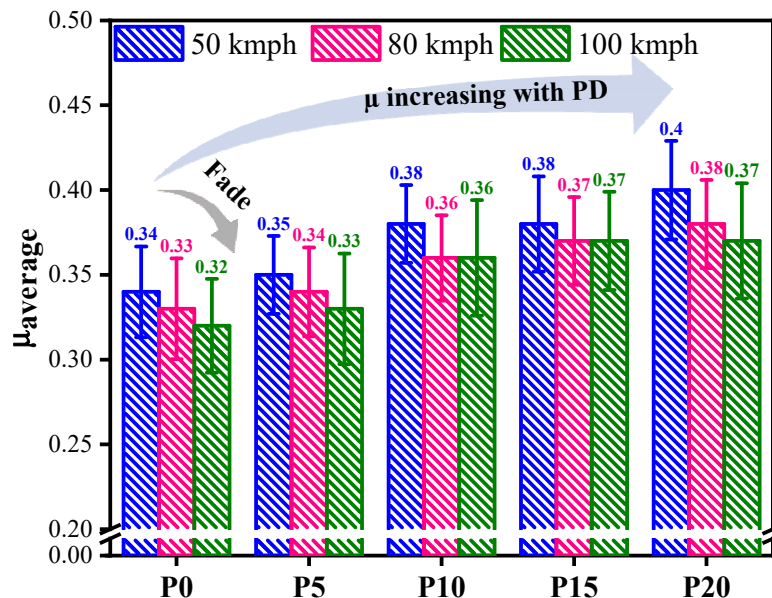 50 kmph 80 kmph 100 kmph
μ increasing with PD
Fade
μaverage
0.50
0.45
0.40
0.35
0.30
0.25
0.20
0.00
0.34 0.33 0.32
0.35 0.34 0.33
0.38 0.36 0.36
0.38 0.37 0.37
0.4 0.38 0.37
P0 P5 P10 P15 P20